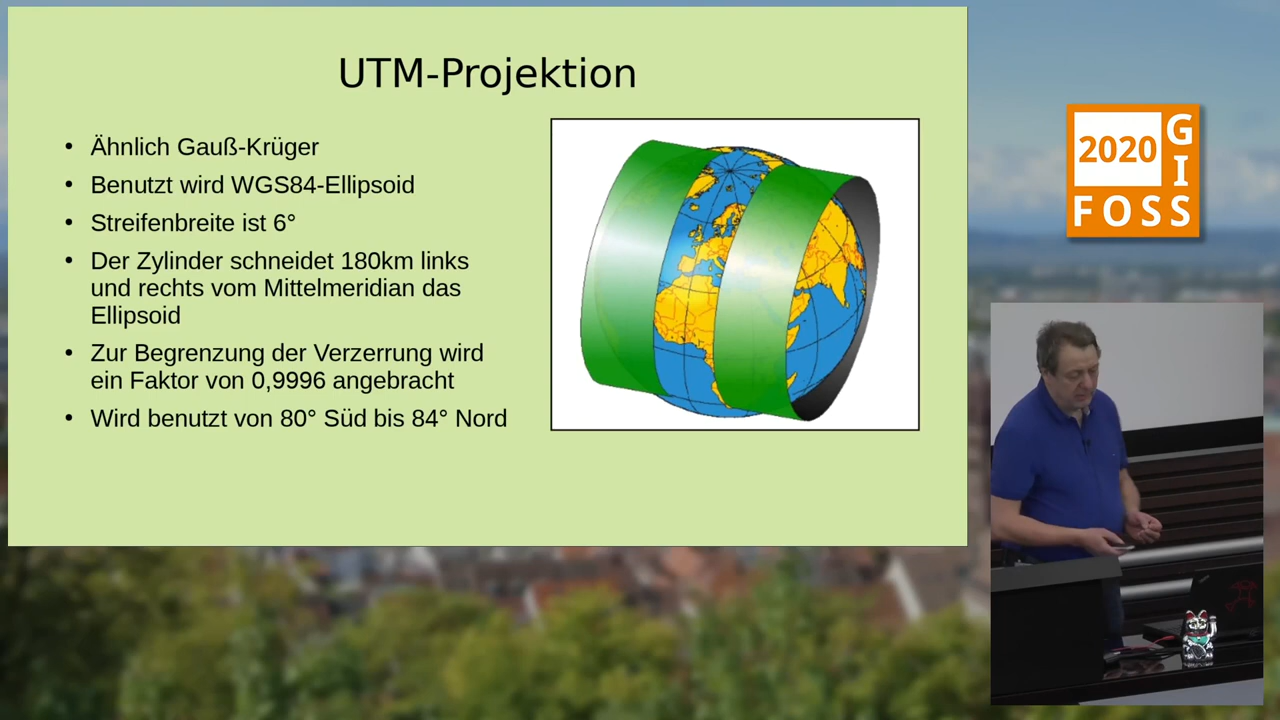 UTM-Projektion
• Ähnlich Gauß-Krüger
• Benutzt wird WGS84-Ellipsoid
• Streifenbreite ist 6°
• Der Zylinder schneidet 180km links
und rechts vom Mittelmeridian das
Ellipsoid
• Zur Begrenzung der Verzerrung wird
ein Faktor von 0,9996 angebracht
• Wird benutzt von 80° Süd bis 84° Nord
2020
GI
FOSS